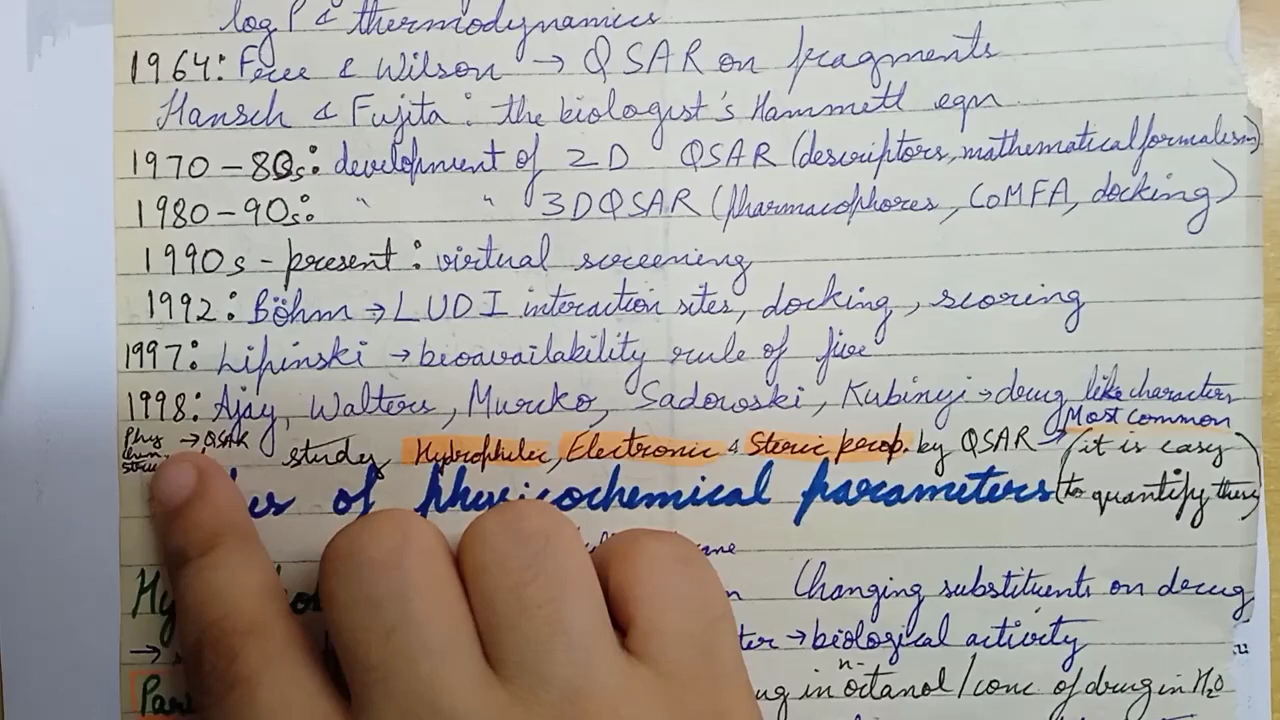 log P & thermodynamics
1964: Free & Wilson → QSAR on fragments
Hansch & Fujita: the biologist's Hammett eqn.
1970-80s: development of 2D QSAR (descriptors, mathematical formalism)
1980-90s: " " 3DQSAR (pharmacophores, CoMFA, docking)
1990s-present: virtual screening
1992: Böhm → LUDI interaction sites, docking, scoring
1997: Lipinski → bioavailability rule of five
1998: Ajay, Walters, Murcko, Sadowski, Kubinyi → drug like character
Most common
→ QSAR study Hydrophilic, Electronic & Steric prop. by QSAR → (it is easy
of physicochemical parameters (to quantify these)
Changing substituents on drug
→ biological activity
in n-octanol/conc of drug in H2O